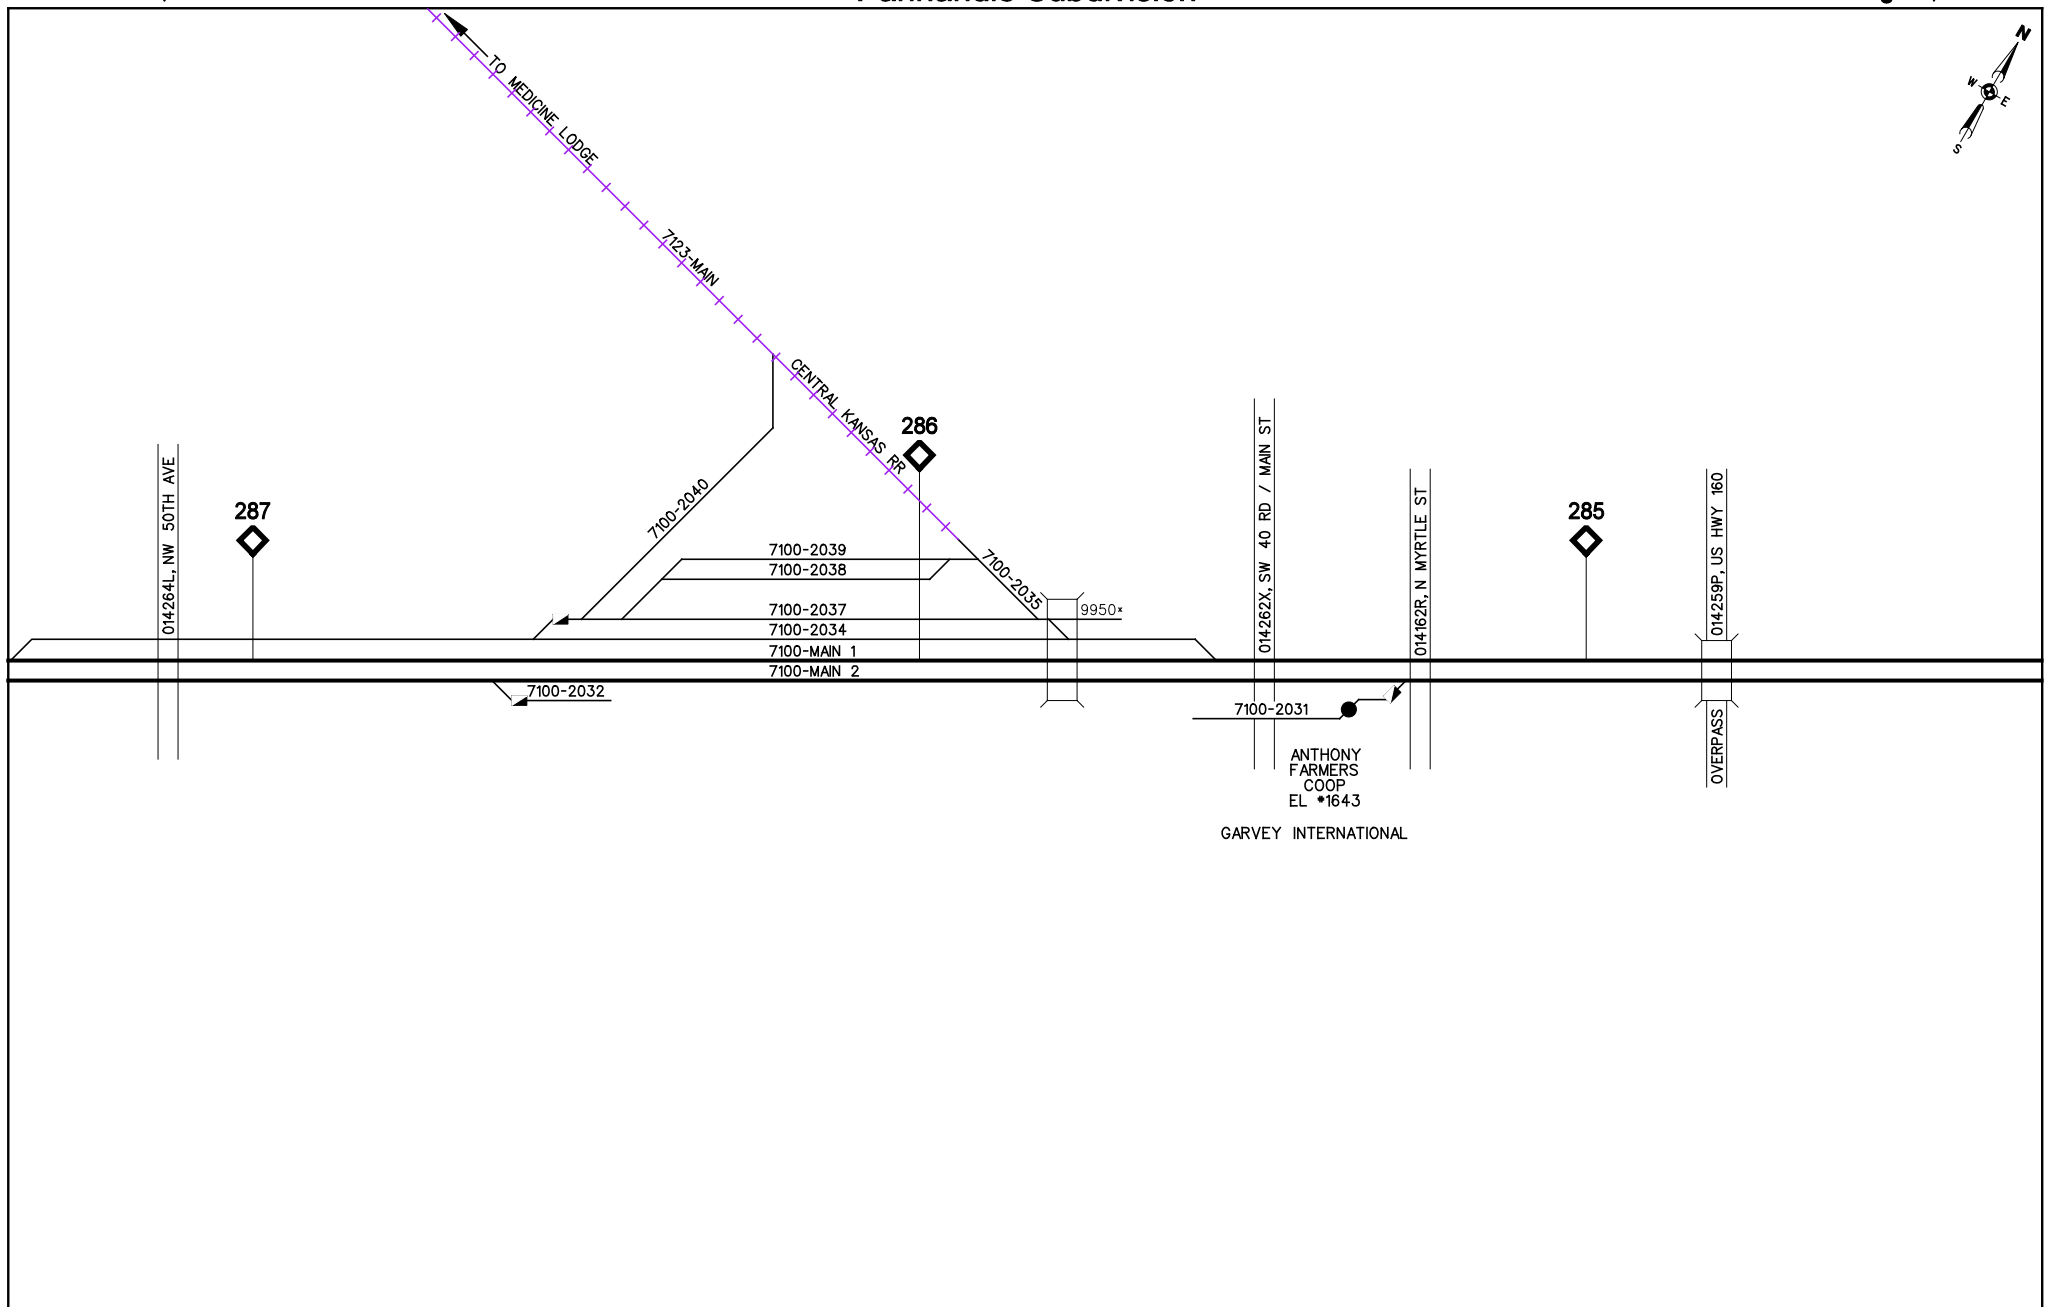 N
W
E
S
TO MEDICINE LODGE
7123-MAIN
CENTRAL KANSAS RR
286
287
285
014264L, NW 50TH AVE
7100-2040
7100-2039
7100-2038
7100-2035
7100-2037
9950*
7100-2034
7100-MAIN 1
7100-MAIN 2
7100-2032
7100-2031
014262X, SW 40 RD / MAIN ST
014162R, N MYRTLE ST
014259P, US HWY 160
OVERPASS
ANTHONY
FARMERS
COOP
EL *1643
GARVEY INTERNATIONAL